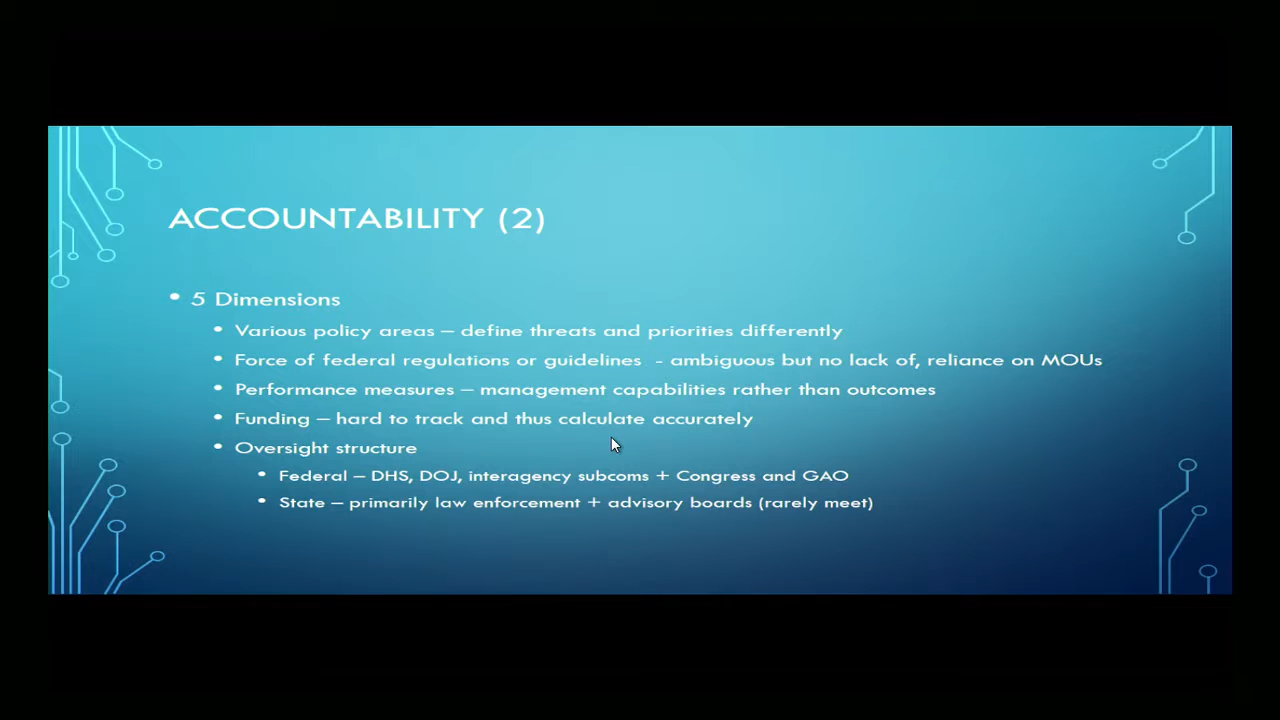 ACCOUNTABILITY (2)
• 5 Dimensions
• Various policy areas – define threats and priorities differently
• Force of federal regulations or guidelines - ambiguous but no lack of, reliance on MOUs
• Performance measures – management capabilities rather than outcomes
• Funding – hard to track and thus calculate accurately
• Oversight structure
• Federal – DHS, DOJ, interagency subcoms + Congress and GAO
• State – primarily law enforcement + advisory boards (rarely meet)